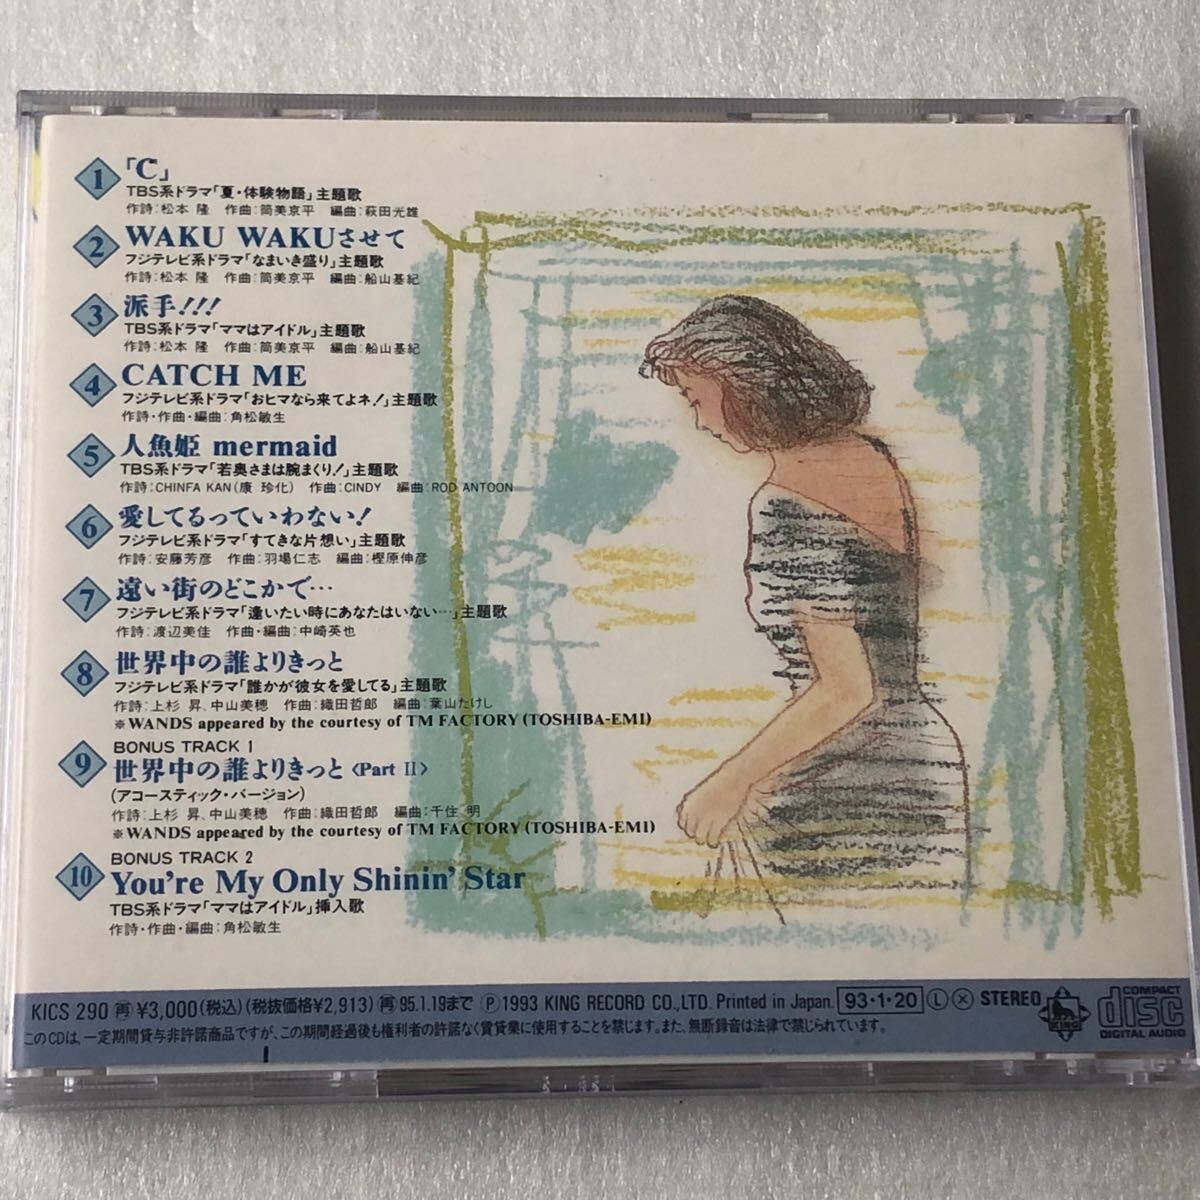 1
「C」
TBS系ドラマ「夏・体験物語」主題歌
作詩:松本 隆 作曲:筒美京平 編曲:萩田光雄
2
WAKU WAKUさせて
フジテレビ系ドラマ「なまいき盛り」主題歌
作詩:松本 隆 作曲:筒美京平 編曲:船山基紀
3
派手!!!
TBS系ドラマ「ママはアイドル」主題歌
作詩:松本 隆 作曲:筒美京平 編曲:船山基紀
4
CATCH ME
フジテレビ系ドラマ「おヒマなら来てよネ!」主題歌
作詩・作曲・編曲:角松敏生
5
人魚姫 mermaid
TBS系ドラマ「若奥さまは腕まくり!」主題歌
作詩:CHINFA KAN(康 珍化) 作曲:CINDY 編曲:ROD ANTOON
6
愛してるっていわない!
フジテレビ系ドラマ「すてきな片想い」主題歌
作詩:安藤芳彦 作曲:羽場仁志 編曲:樫原伸彦
7
遠い街のどこかで…
フジテレビ系ドラマ「逢いたい時にあなたはいない…」主題歌
作詩:渡辺美佳 作曲・編曲:中崎英也
8
世界中の誰よりきっと
フジテレビ系ドラマ「誰かが彼女を愛してる」主題歌
作詩:上杉 昇、中山美穂 作曲:織田哲郎 編曲:葉山たけし
※WANDS appeared by the courtesy of TM FACTORY (TOSHIBA-EMI)
9
BONUS TRACK 1
世界中の誰よりきっと〈Part II〉
(アコースティック・バージョン)
作詩:上杉 昇、中山美穂 作曲:織田哲郎 編曲:千住 明
※WANDS appeared by the courtesy of TM FACTORY (TOSHIBA-EMI)
10
BONUS TRACK 2
You're My Only Shinin' Star
TBS系ドラマ「ママはアイドル」挿入歌
作詩・作曲・編曲:角松敏生
KICS 290 再 ¥3,000(税込)(税抜価格¥2,913) 再 95.1.19まで Ⓟ 1993 KING RECORD CO.,LTD. Printed in Japan. 93・1・20 Ⓛ ⓧ STEREO KING COMPACT disc DIGITAL AUDIO
このCDは、一定期間貸与非許諾商品ですが、この期間経過後も権利者の許諾なく賃貸業に使用することを禁じます。また、無断録音は法律で禁じられています。